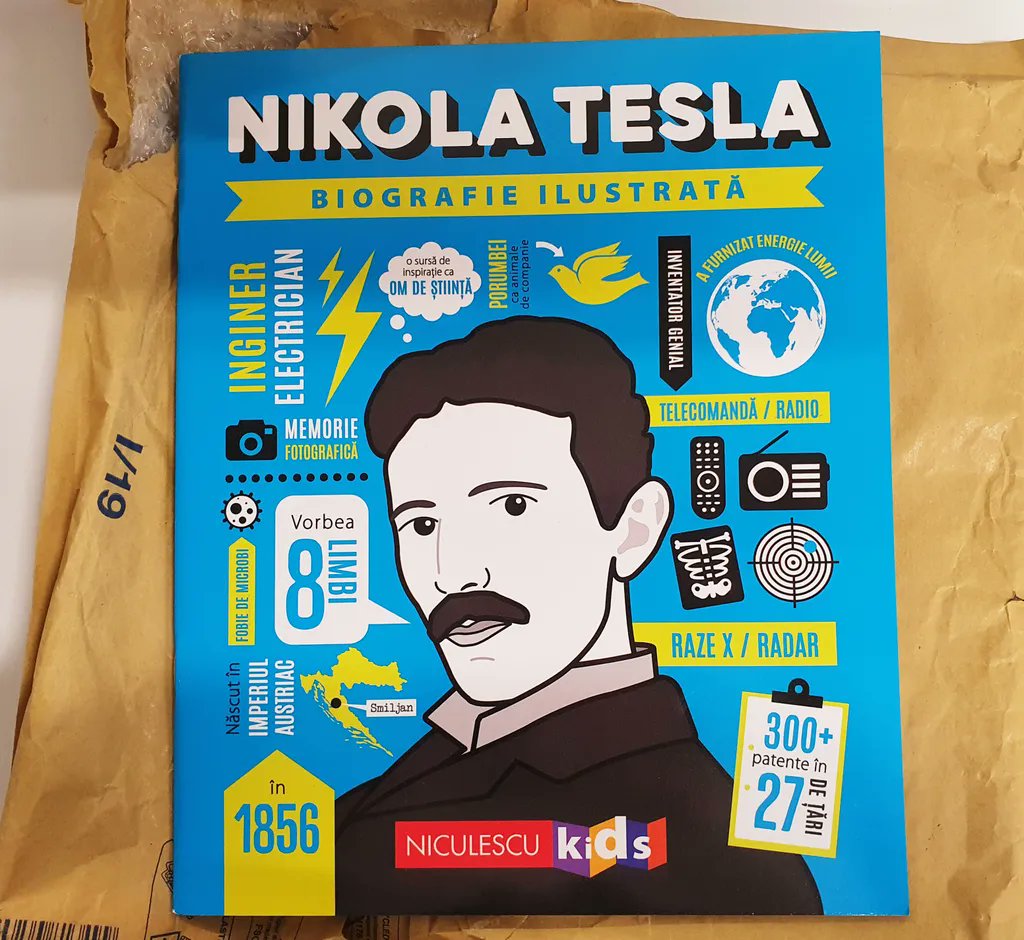 NIKOLA TESLA
BIOGRAFIE ILUSTRATĂ
INGINER
ELECTRICIAN
o sursă de
inspirație ca
OM DE ȘTIINȚĂ
PORUMBEI
ca animale
de companie
INVENTATOR GENIAL
A FURNIZAT ENERGIE LUMII
MEMORIE
FOTOGRAFICĂ
TELECOMANDĂ / RADIO
FOBIE DE MICROBI
Vorbea
8
LIMBI
RAZE X / RADAR
Născut în
IMPERIUL
AUSTRIAC
Smiljan
în
1856
300+
patente în
27
DE ȚĂRI
NICULESCU kids
I/19